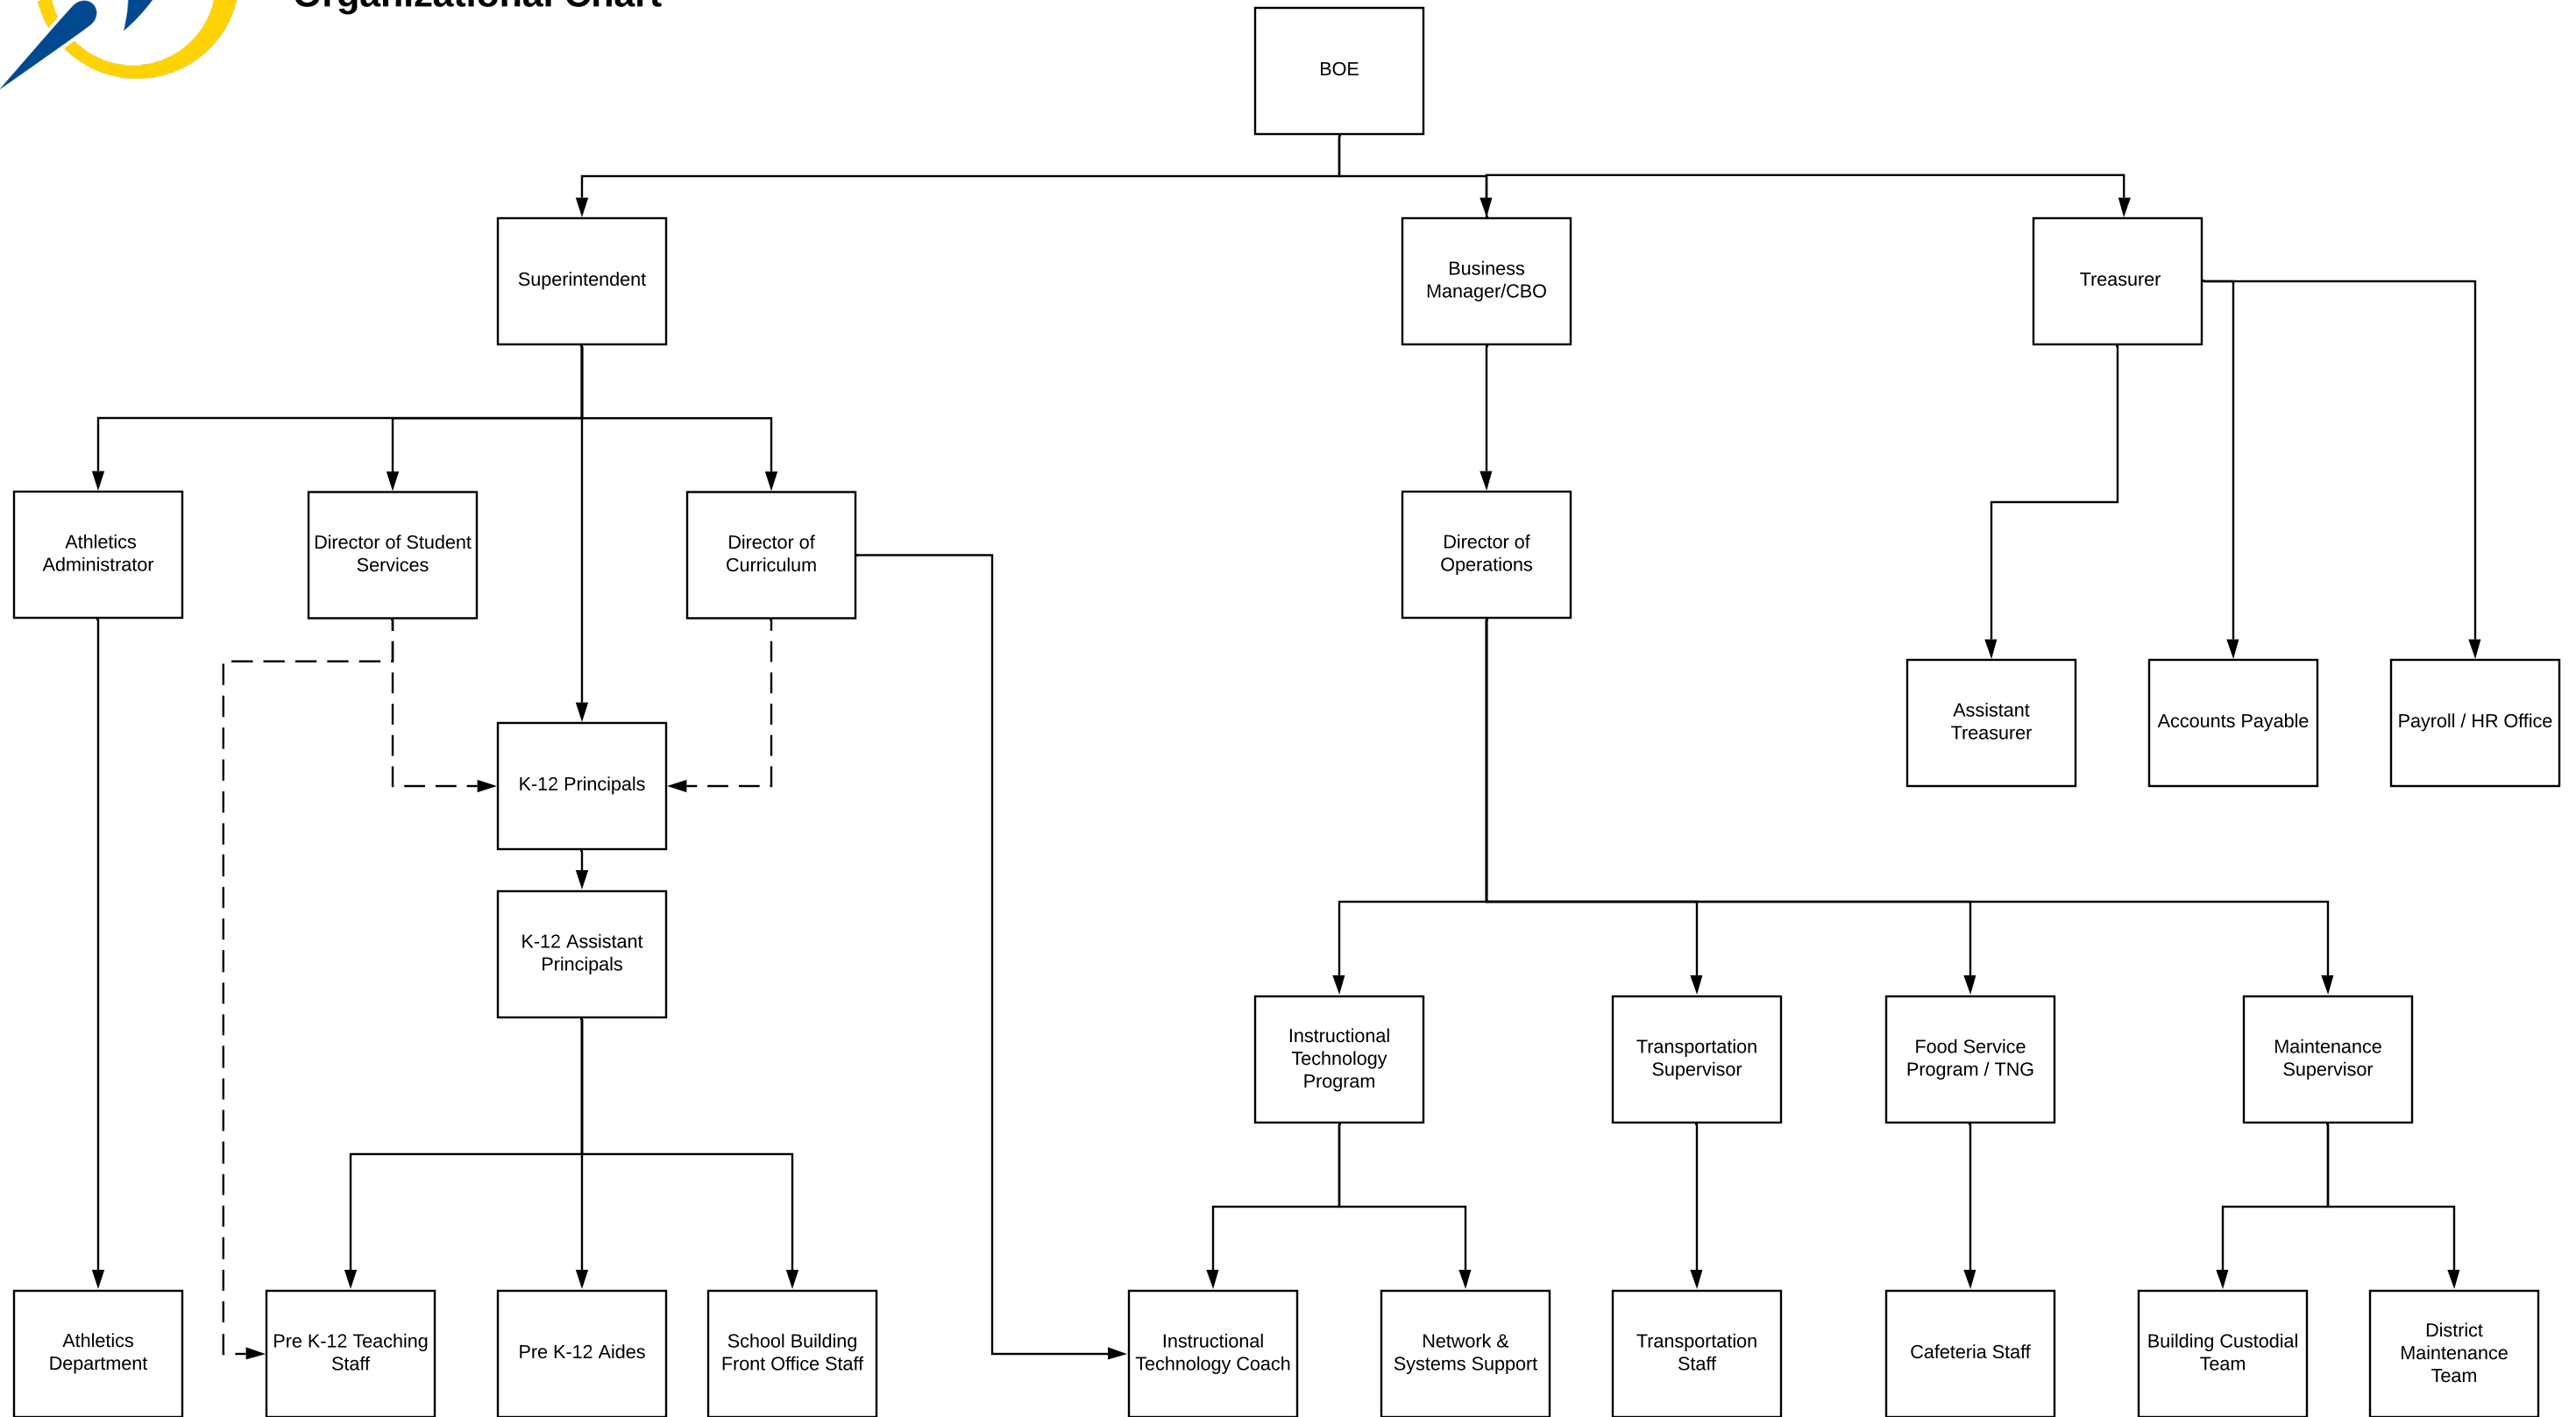 Organizational Chart
BOE
Superintendent
Business
Manager/CBO
Treasurer
Athletics
Administrator
Director of Student
Services
Director of
Curriculum
Director of
Operations
Assistant
Treasurer
Accounts Payable
Payroll / HR Office
K-12 Principals
K-12 Assistant
Principals
Instructional
Technology
Program
Transportation
Supervisor
Food Service
Program / TNG
Maintenance
Supervisor
Athletics
Department
Pre K-12 Teaching
Staff
Pre K-12 Aides
School Building
Front Office Staff
Instructional
Technology Coach
Network &
Systems Support
Transportation
Staff
Cafeteria Staff
Building Custodial
Team
District
Maintenance
Team